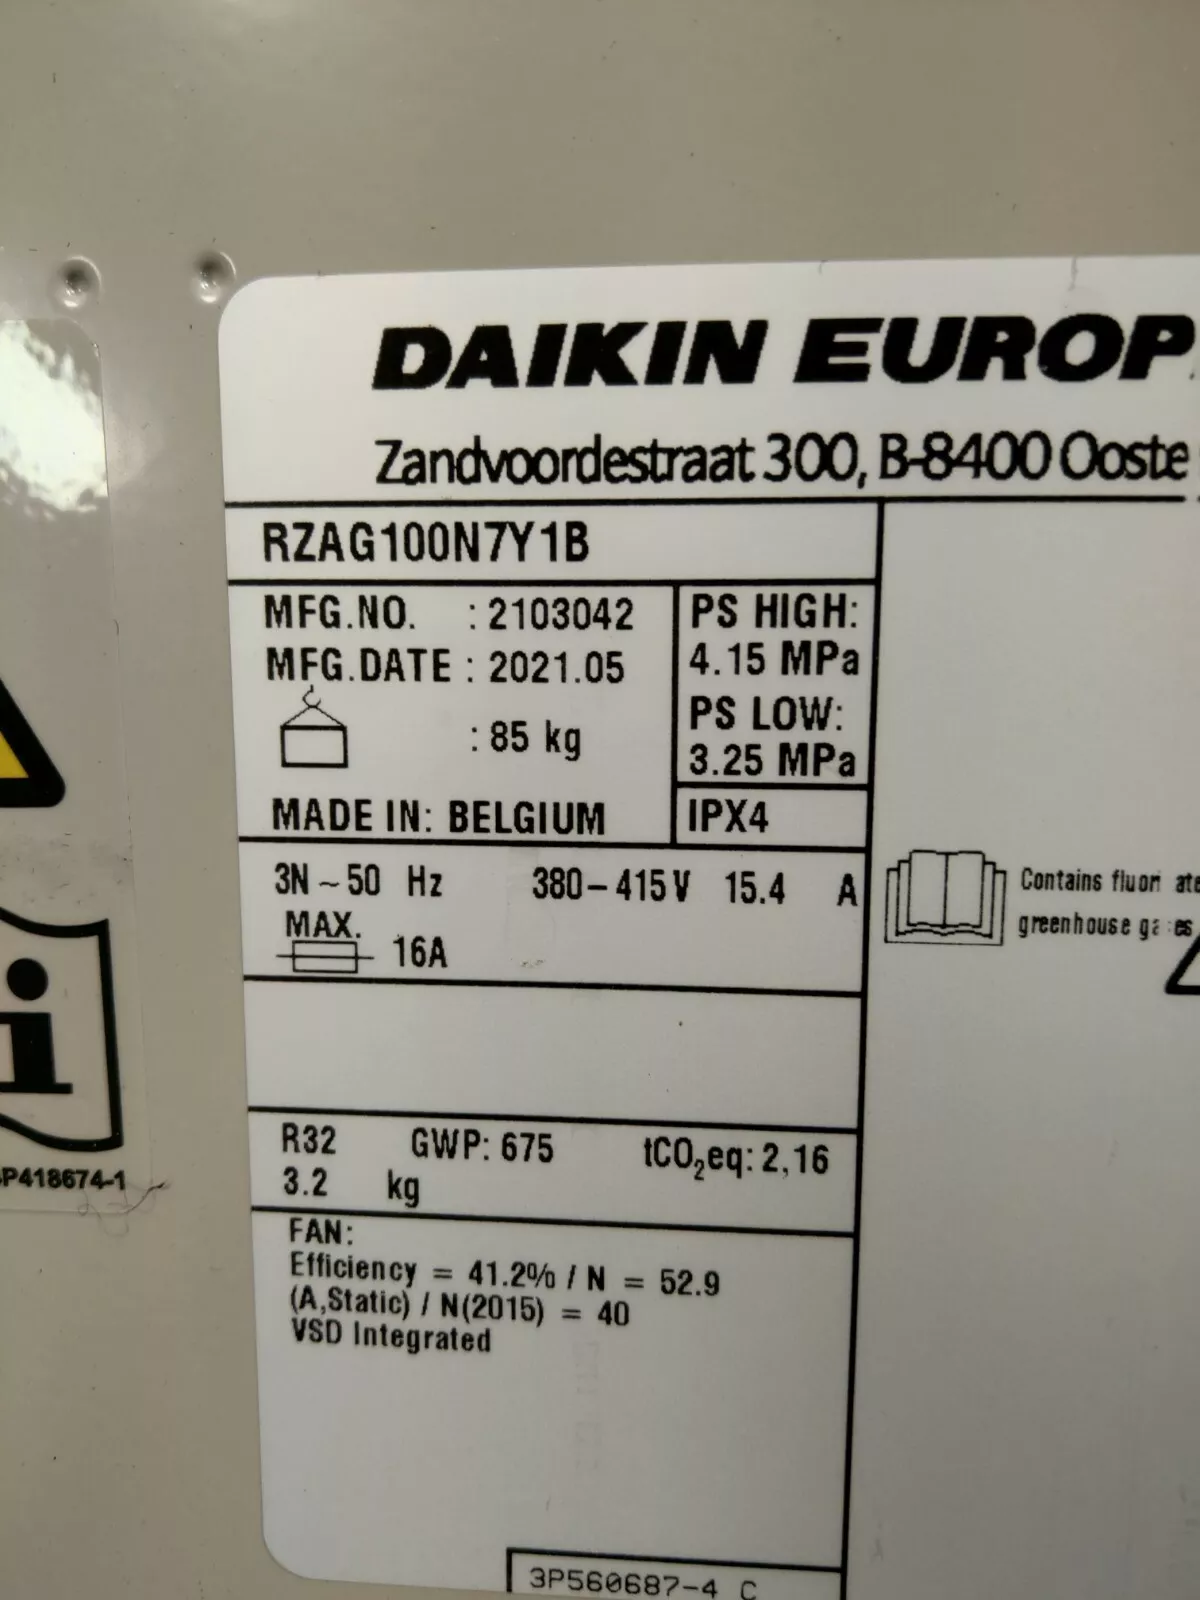 DAIKIN EUROP
Zandvoordestraat 300, B-8400 Ooste
RZAG100N7Y1B
MFG.NO. : 2103042
MFG.DATE : 2021.05
: 85 kg
MADE IN: BELGIUM
PS HIGH:
4.15 MPa
PS LOW:
3.25 MPa
IPX4
3N ~ 50 Hz 380-415V 15.4 A
MAX.
16A
Contains fluor ate
greenhouse gases
R32 GWP: 675 tCO₂eq: 2,16
3.2 kg
FAN:
Efficiency = 41.2% / N = 52.9
(A,Static) / N(2015) = 40
VSD Integrated
3P560687-4 C
i
P418674-1